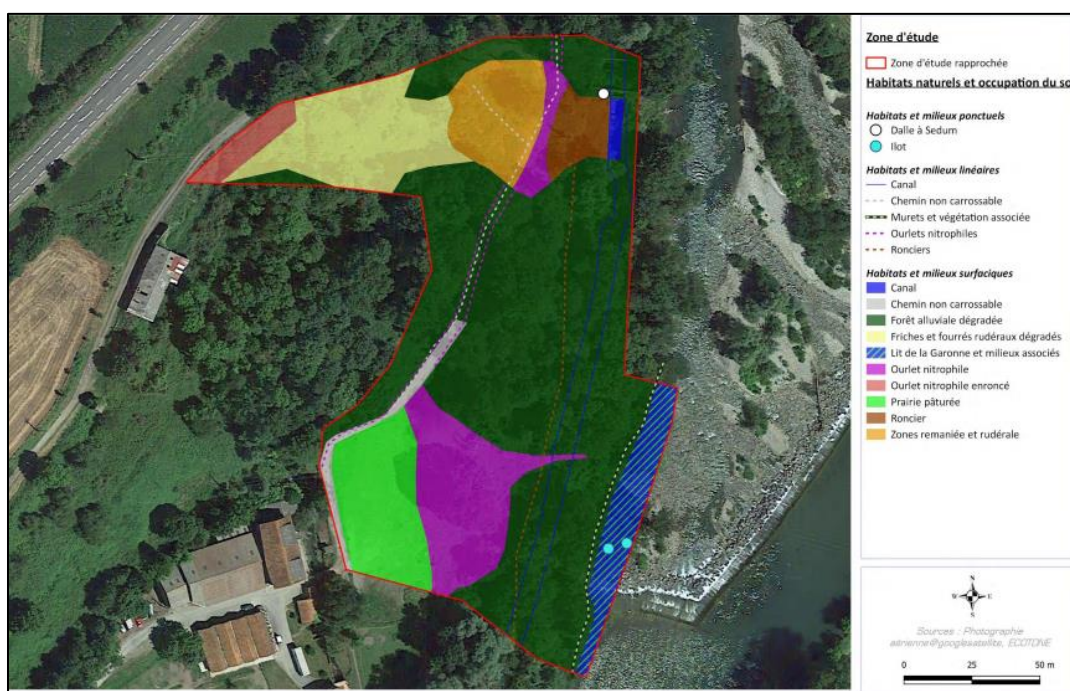 Zone d'étude
Zone d'étude rapprochée
Habitats naturels et occupation du so
Habitats et milieux ponctuels
Dalle à Sedum
Ilot
Habitats et milieux linéaires
Canal
Chemin non carrossable
Murets et végétation associée
Ourlets nitrophiles
Ronciers
Habitats et milieux surfaciques
Canal
Chemin non carrossable
Forêt alluviale dégradée
Friches et fourrés rudéraux dégradés
Lit de la Garonne et milieux associés
Ourlet nitrophile
Ourlet nitrophile enroncé
Prairie pâturée
Roncier
Zones remaniée et rudérale
N
W E
S
Sources : Photographie
aérienne@googlesatellite, ECOTONE
0 25 50 m